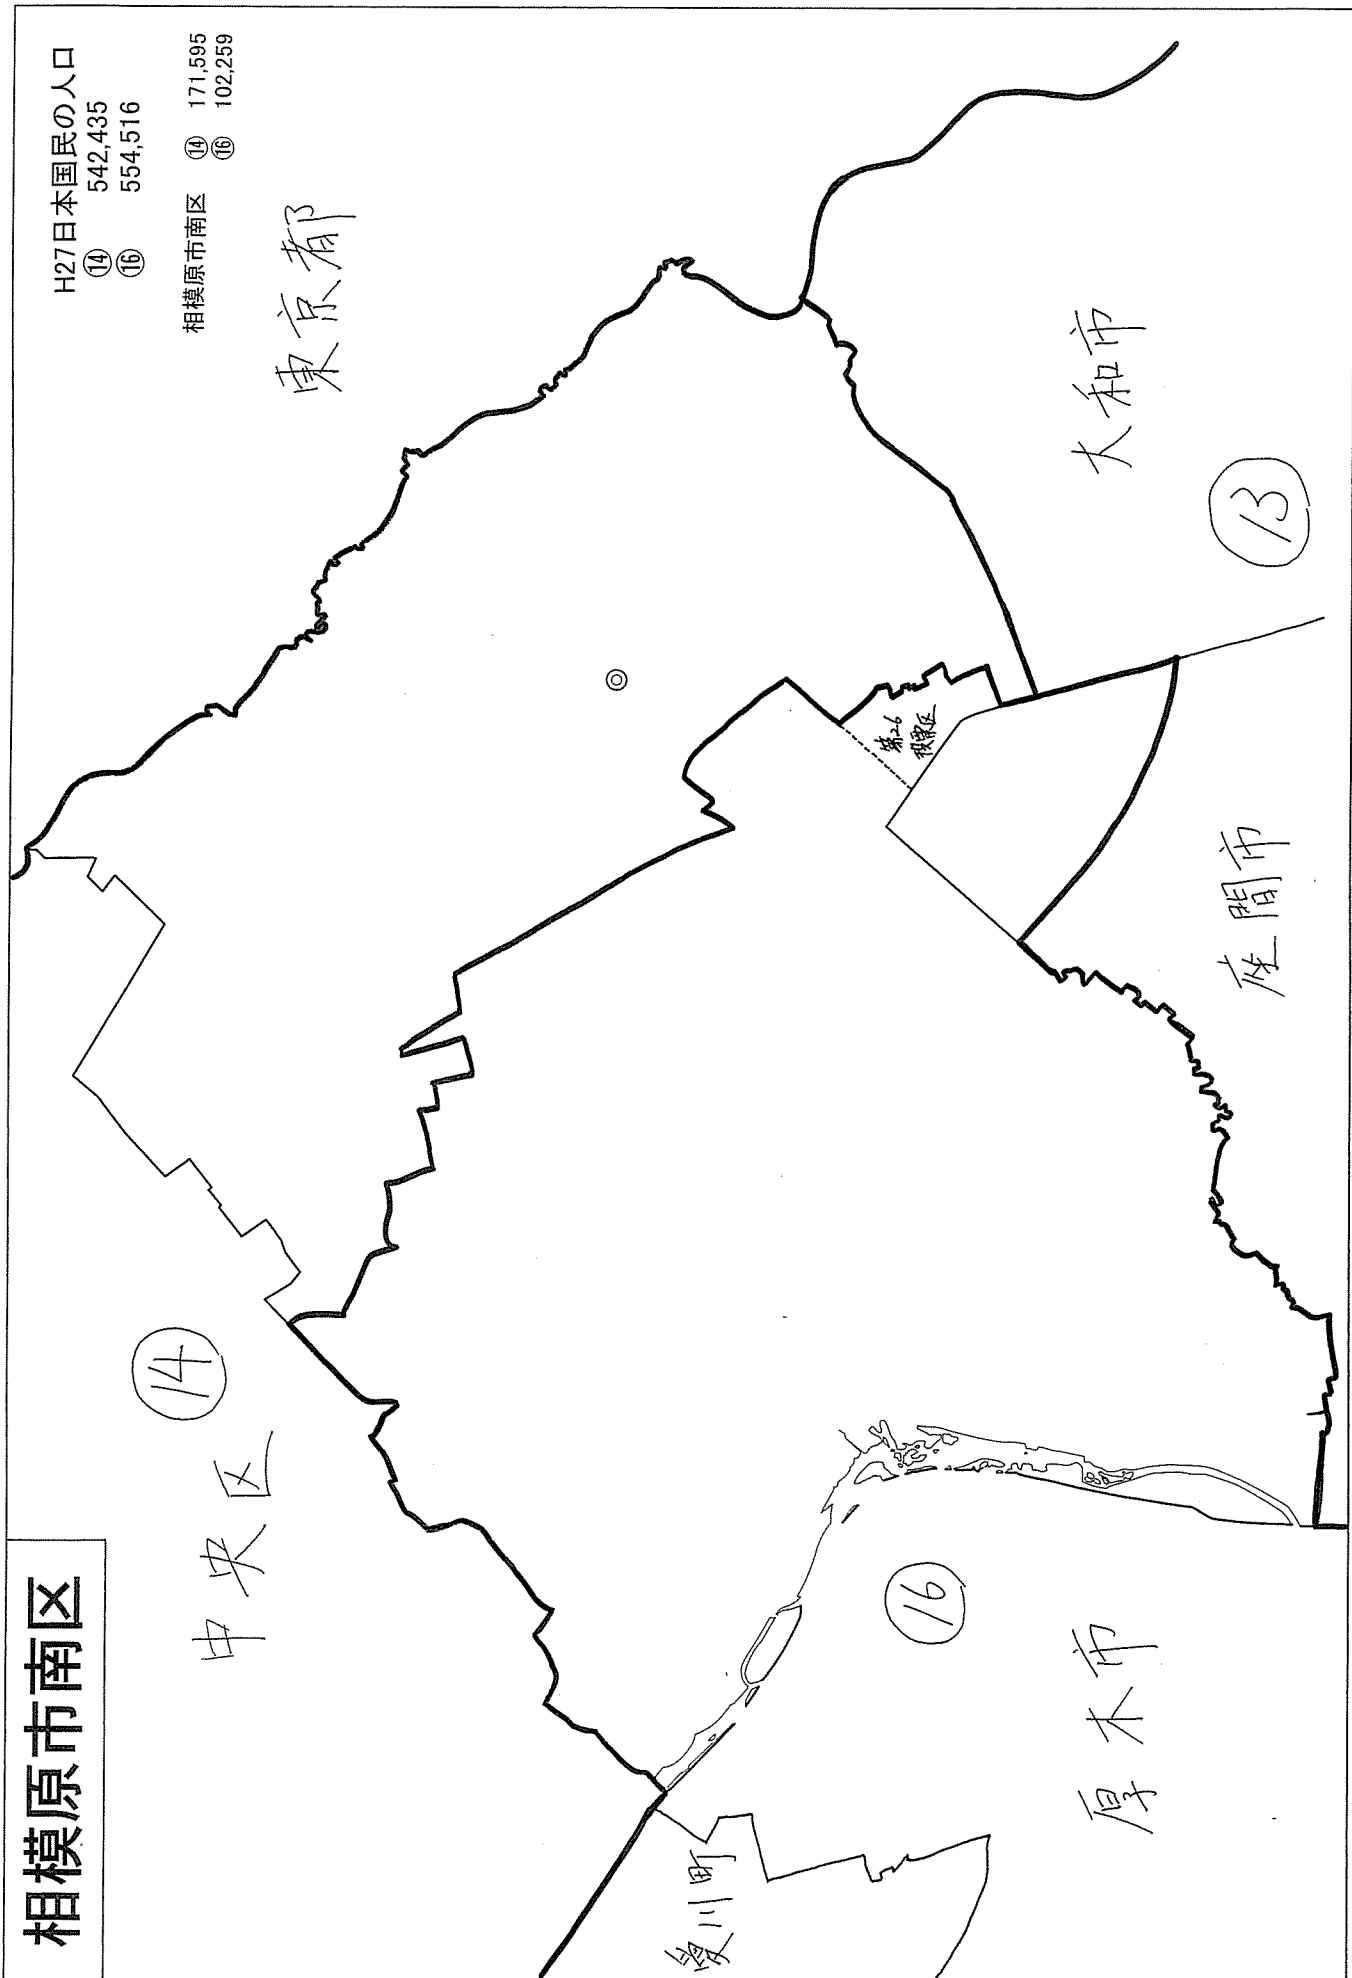 相模原市南区
H27日本国民の人口
⑭ 542,435
⑯ 554,516
相模原市南区 ⑭ 171,595
⑯ 102,259
東京都
中央区
⑭
大和市
⑬
第26
投票区
座間市
⑯
厚木市
愛川町